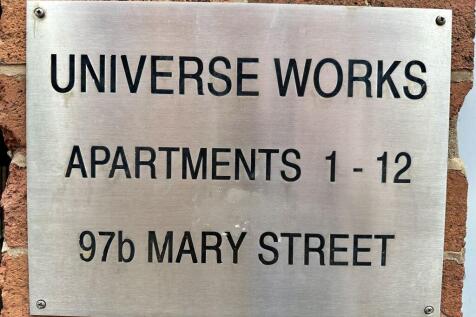 UNIVERSE WORKS
APARTMENTS 1 - 12
97b MARY STREET